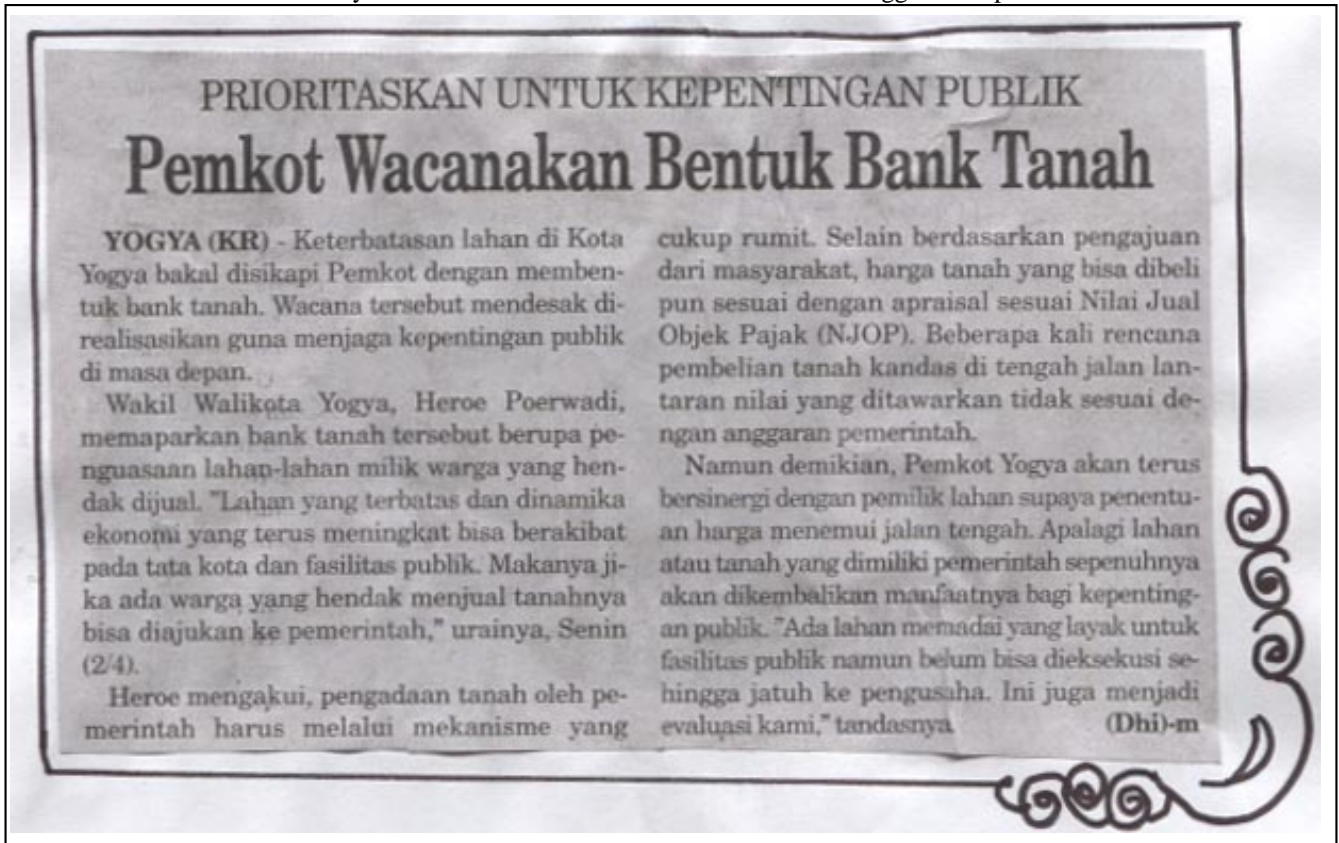 PRIORITASKAN UNTUK KEPENTINGAN PUBLIK
Pemkot Wacanakan Bentuk Bank Tanah
YOGYA (KR) - Keterbatasan lahan di Kota
Yogya bakal disikapi Pemkot dengan memben-
tuk bank tanah. Wacana tersebut mendesak di-
realisasikan guna menjaga kepentingan publik
di masa depan.
Wakil Walikota Yogya, Heroe Poerwadi,
memaparkan bank tanah tersebut berupa pe-
nguasaan lahan-lahan milik warga yang hen-
dak dijual. "Lahan yang terbatas dan dinamika
ekonomi yang terus meningkat bisa berakibat
pada tata kota dan fasilitas publik. Makanya ji-
ka ada warga yang hendak menjual tanahnya
bisa diajukan ke pemerintah," urainya, Senin
(2/4).
Heroe mengakui, pengadaan tanah oleh pe-
merintah harus melalui mekanisme yang
cukup rumit. Selain berdasarkan pengajuan
dari masyarakat, harga tanah yang bisa dibeli
pun sesuai dengan apraisal sesuai Nilai Jual
Objek Pajak (NJOP). Beberapa kali rencana
pembelian tanah kandas di tengah jalan lan-
taran nilai yang ditawarkan tidak sesuai de-
ngan anggaran pemerintah.
Namun demikian, Pemkot Yogya akan terus
bersinergi dengan pemilik lahan supaya penentu-
an harga menemui jalan tengah. Apalagi lahan
atau tanah yang dimiliki pemerintah sepenuhnya
akan dikembalikan manfaatnya bagi kepenting-
an publik. "Ada lahan memadai yang layak untuk
fasilitas publik namun belum bisa dieksekusi se-
hingga jatuh ke pengusaha. Ini juga menjadi
evaluasi kami," tandasnya (Dhi)-m